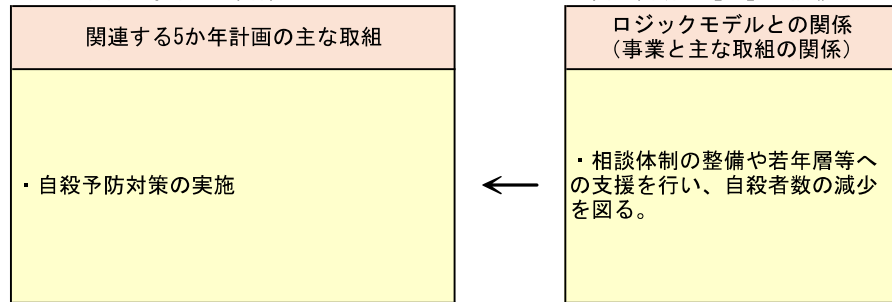 関連する5か年計画の主な取組
・自殺予防対策の実施
ロジックモデルとの関係
（事業と主な取組の関係）
・相談体制の整備や若年層等へ
の支援を行い、自殺者数の減少
を図る。